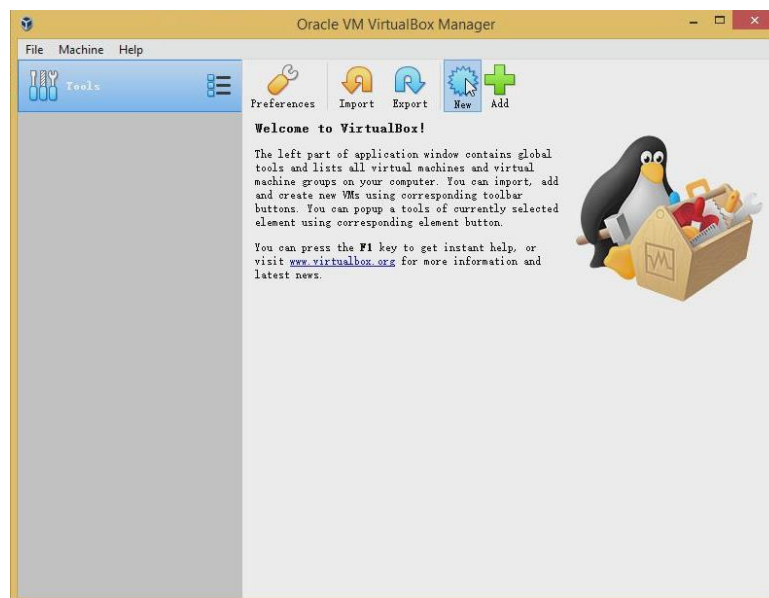 Oracle VM VirtualBox Manager
File Machine Help
Tools
Preferences Import Export New Add
Welcome to VirtualBox!
The left part of application window contains global
tools and lists all virtual machines and virtual
machine groups on your computer. You can import, add
and create new VMs using corresponding toolbar
buttons. You can popup a tools of currently selected
element using corresponding element button.
You can press the F1 key to get instant help, or
visit www.virtualbox.org for more information and
latest news.